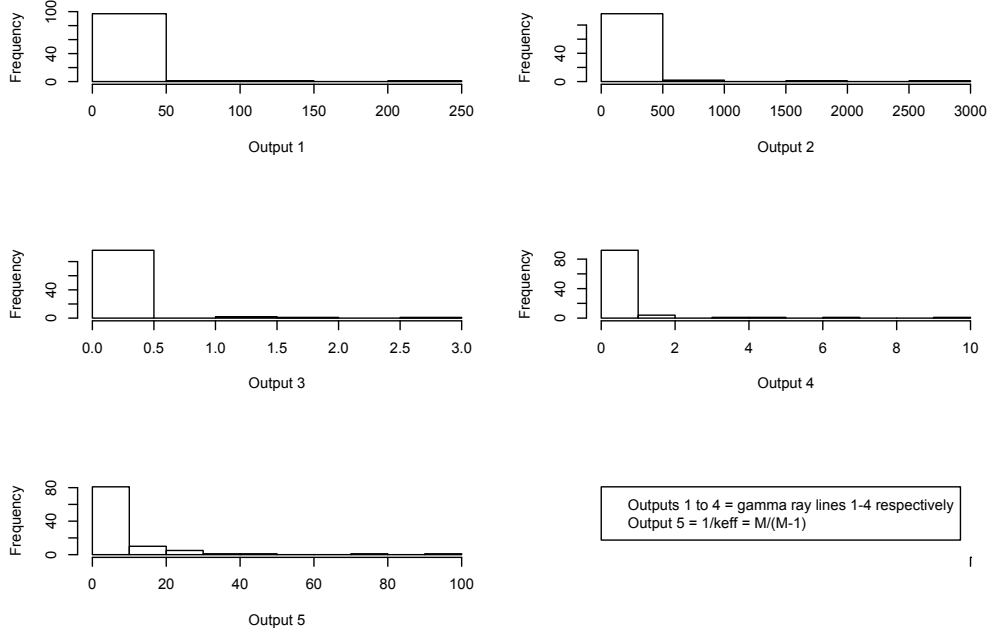 Frequency
100
40
0
0 50 100 150 200 250
Output 1
Frequency
40
0
0 500 1000 1500 2000 2500 3000
Output 2
Frequency
40
0
0.0 0.5 1.0 1.5 2.0 2.5 3.0
Output 3
Frequency
80
40
0
0 2 4 6 8 10
Output 4
Frequency
80
40
0
0 20 40 60 80 100
Output 5
Outputs 1 to 4 = gamma ray lines 1-4 respectively
Output 5 = 1/keff = M/(M-1)